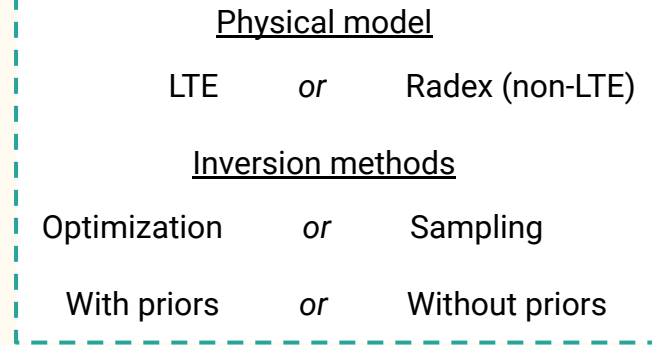 Physical model
LTE or Radex (non-LTE)
Inversion methods
Optimization or Sampling
With priors or Without priors